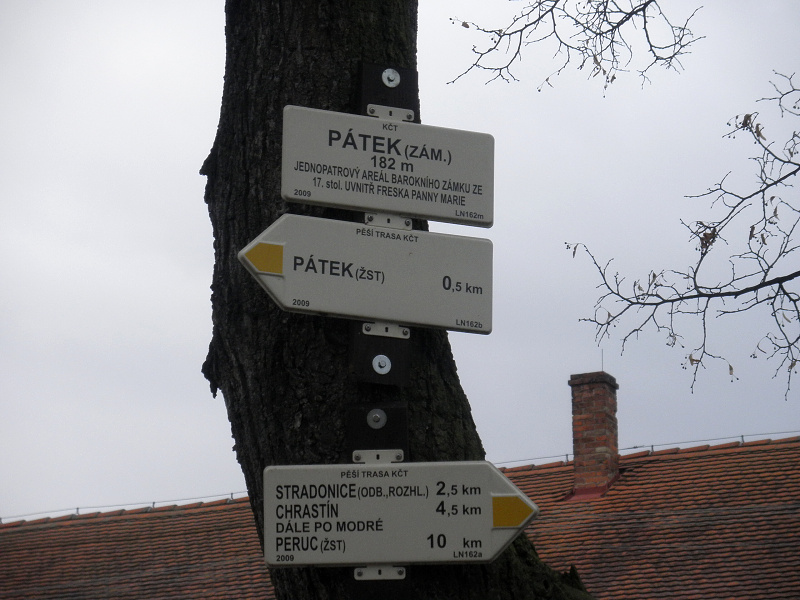 KČT
PÁTEK (ZÁM.)
182 m
JEDNOPATROVÝ AREÁL BAROKNÍHO ZÁMKU ZE
17. stol. UVNITŘ FRESKA PANNY MARIE
2009 LN162m
PĚŠÍ TRASA KČT
PÁTEK (ŽST) 0,5 km
2009 LN162b
PĚŠÍ TRASA KČT
STRADONICE (ODB.,ROZHL.) 2,5 km
CHRASTÍN 4,5 km
DÁLE PO MODRÉ
PERUC (ŽST) 10 km
2009 LN162a